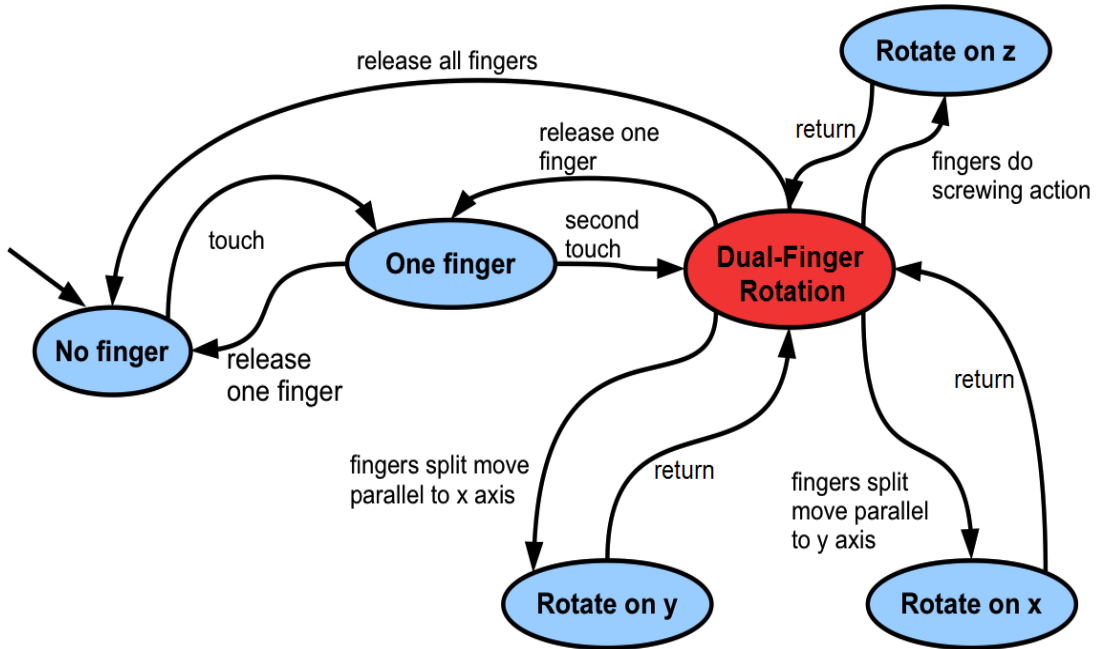 Rotate on z
release all fingers
return
release one
finger
fingers do
screwing action
touch
One finger
second
touch
Dual-Finger
Rotation
No finger
release
one finger
return
fingers split move
parallel to x axis
return
fingers split
move parallel
to y axis
Rotate on y
Rotate on x